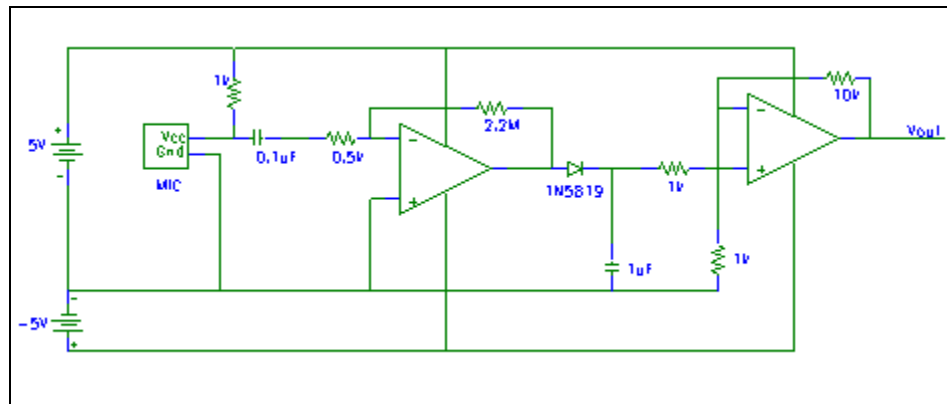 1k
10k
Vout
2.2M
5V
Vcc
Gnd
MIC
0.1uF
0.5k
1N5819
1k
1uF
1k
-5V